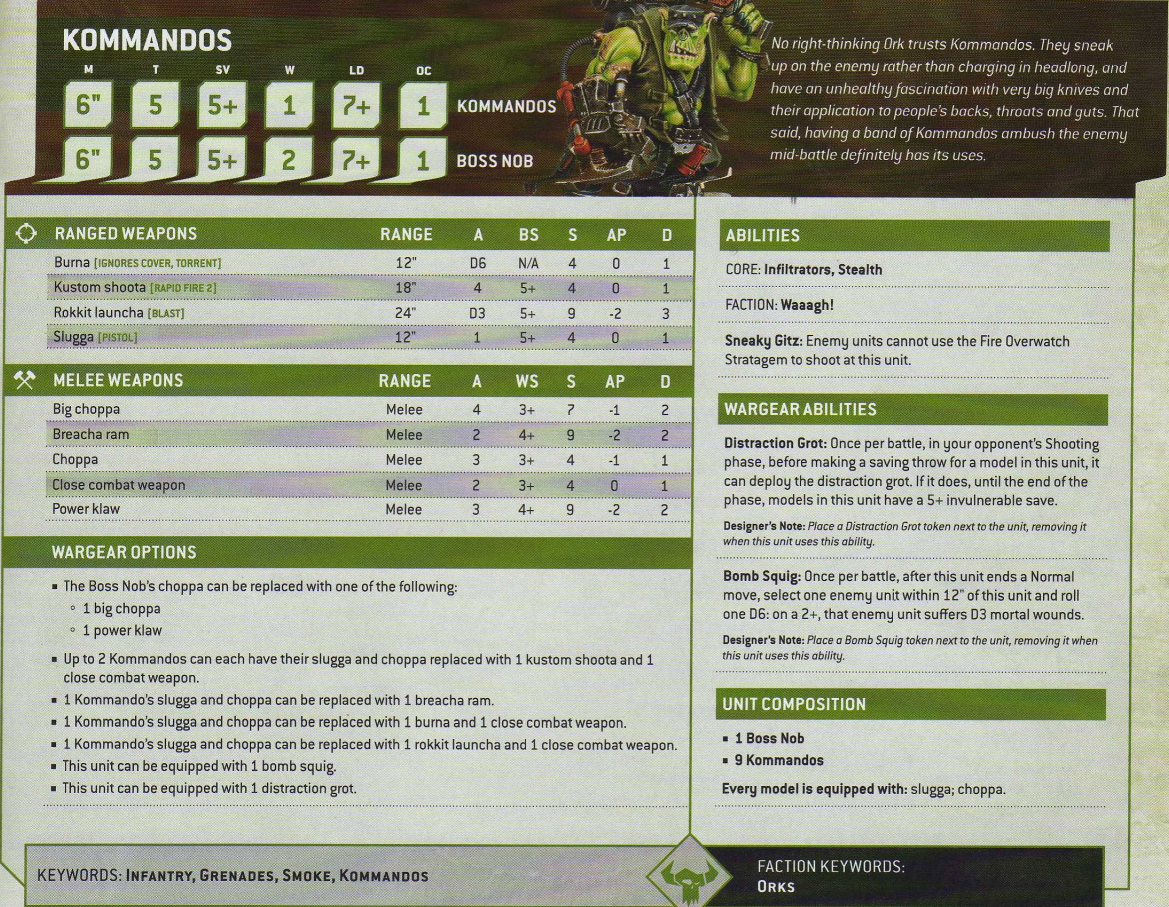 KOMMANDOS
M T SV W LD OC
6" 5 5+ 1 7+ 1 KOMMANDOS
6" 5 5+ 2 7+ 1 BOSS NOB
No right-thinking Ork trusts Kommandos. They sneak
up on the enemy rather than charging in headlong, and
have an unhealthy fascination with very big knives and
their application to people's backs, throats and guts. That
said, having a band of Kommandos ambush the enemy
mid-battle definitely has its uses.
RANGED WEAPONS RANGE A BS S AP D
Burna [IGNORES COVER, TORRENT] 12" D6 N/A 4 0 1
Kustom shoota [RAPID FIRE 2] 18" 4 5+ 4 0 1
Rokkit launcha [BLAST] 24" D3 5+ 9 -2 3
Slugga [PISTOL] 12" 1 5+ 4 0 1
MELEE WEAPONS RANGE A WS S AP D
Big choppa Melee 4 3+ 7 -1 2
Breacha ram Melee 2 4+ 9 -2 2
Choppa Melee 3 3+ 4 -1 1
Close combat weapon Melee 2 3+ 4 0 1
Power klaw Melee 3 4+ 9 -2 2
WARGEAR OPTIONS
▪ The Boss Nob's choppa can be replaced with one of the following:
◦ 1 big choppa
◦ 1 power klaw
▪ Up to 2 Kommandos can each have their slugga and choppa replaced with 1 kustom shoota and 1
close combat weapon.
▪ 1 Kommando's slugga and choppa can be replaced with 1 breacha ram.
▪ 1 Kommando's slugga and choppa can be replaced with 1 burna and 1 close combat weapon.
▪ 1 Kommando's slugga and choppa can be replaced with 1 rokkit launcha and 1 close combat weapon.
▪ This unit can be equipped with 1 bomb squig.
▪ This unit can be equipped with 1 distraction grot.
ABILITIES
CORE: Infiltrators, Stealth
FACTION: Waaagh!
Sneaky Gitz: Enemy units cannot use the Fire Overwatch
Stratagem to shoot at this unit.
WARGEAR ABILITIES
Distraction Grot: Once per battle, in your opponent's Shooting
phase, before making a saving throw for a model in this unit, it
can deploy the distraction grot. If it does, until the end of the
phase, models in this unit have a 5+ invulnerable save.
Designer's Note: Place a Distraction Grot token next to the unit, removing it
when this unit uses this ability.
Bomb Squig: Once per battle, after this unit ends a Normal
move, select one enemy unit within 12" of this unit and roll
one D6: on a 2+, that enemy unit suffers D3 mortal wounds.
Designer's Note: Place a Bomb Squig token next to the unit, removing it when
this unit uses this ability.
UNIT COMPOSITION
▪ 1 Boss Nob
▪ 9 Kommandos
Every model is equipped with: slugga; choppa.
KEYWORDS: INFANTRY, GRENADES, SMOKE, KOMMANDOS
FACTION KEYWORDS:
ORKS